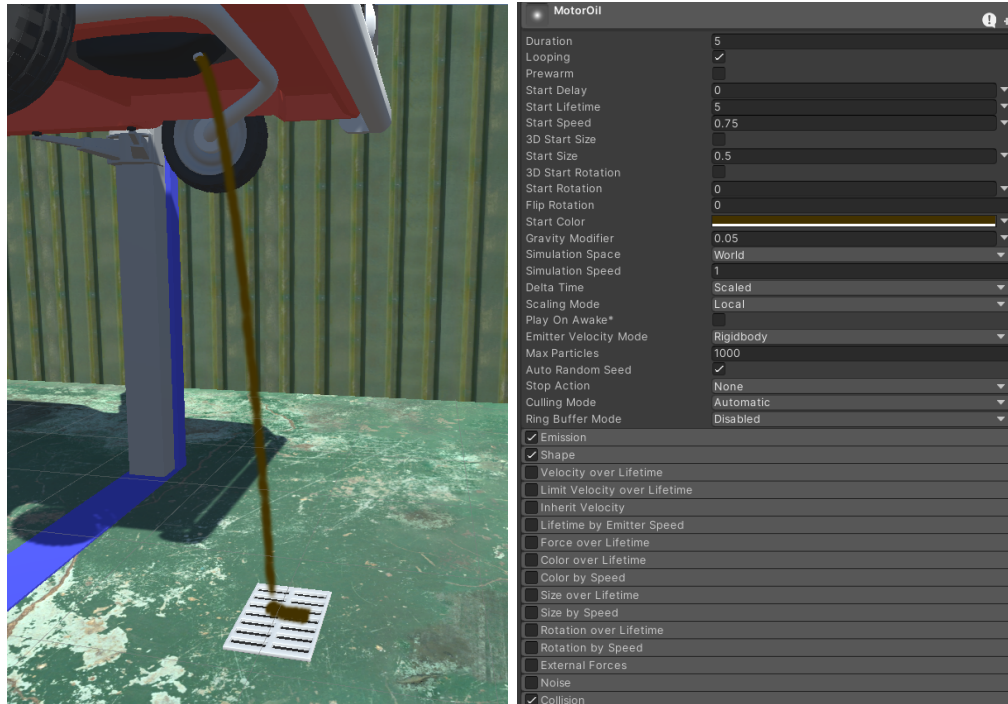 MotorOil
Duration 5
Looping
Prewarm
Start Delay 0
Start Lifetime 5
Start Speed 0.75
3D Start Size
Start Size 0.5
3D Start Rotation
Start Rotation 0
Flip Rotation 0
Start Color
Gravity Modifier 0.05
Simulation Space World
Simulation Speed 1
Delta Time Scaled
Scaling Mode Local
Play On Awake*
Emitter Velocity Mode Rigidbody
Max Particles 1000
Auto Random Seed
Stop Action None
Culling Mode Automatic
Ring Buffer Mode Disabled
Emission
Shape
Velocity over Lifetime
Limit Velocity over Lifetime
Inherit Velocity
Lifetime by Emitter Speed
Force over Lifetime
Color over Lifetime
Color by Speed
Size over Lifetime
Size by Speed
Rotation over Lifetime
Rotation by Speed
External Forces
Noise
Collision